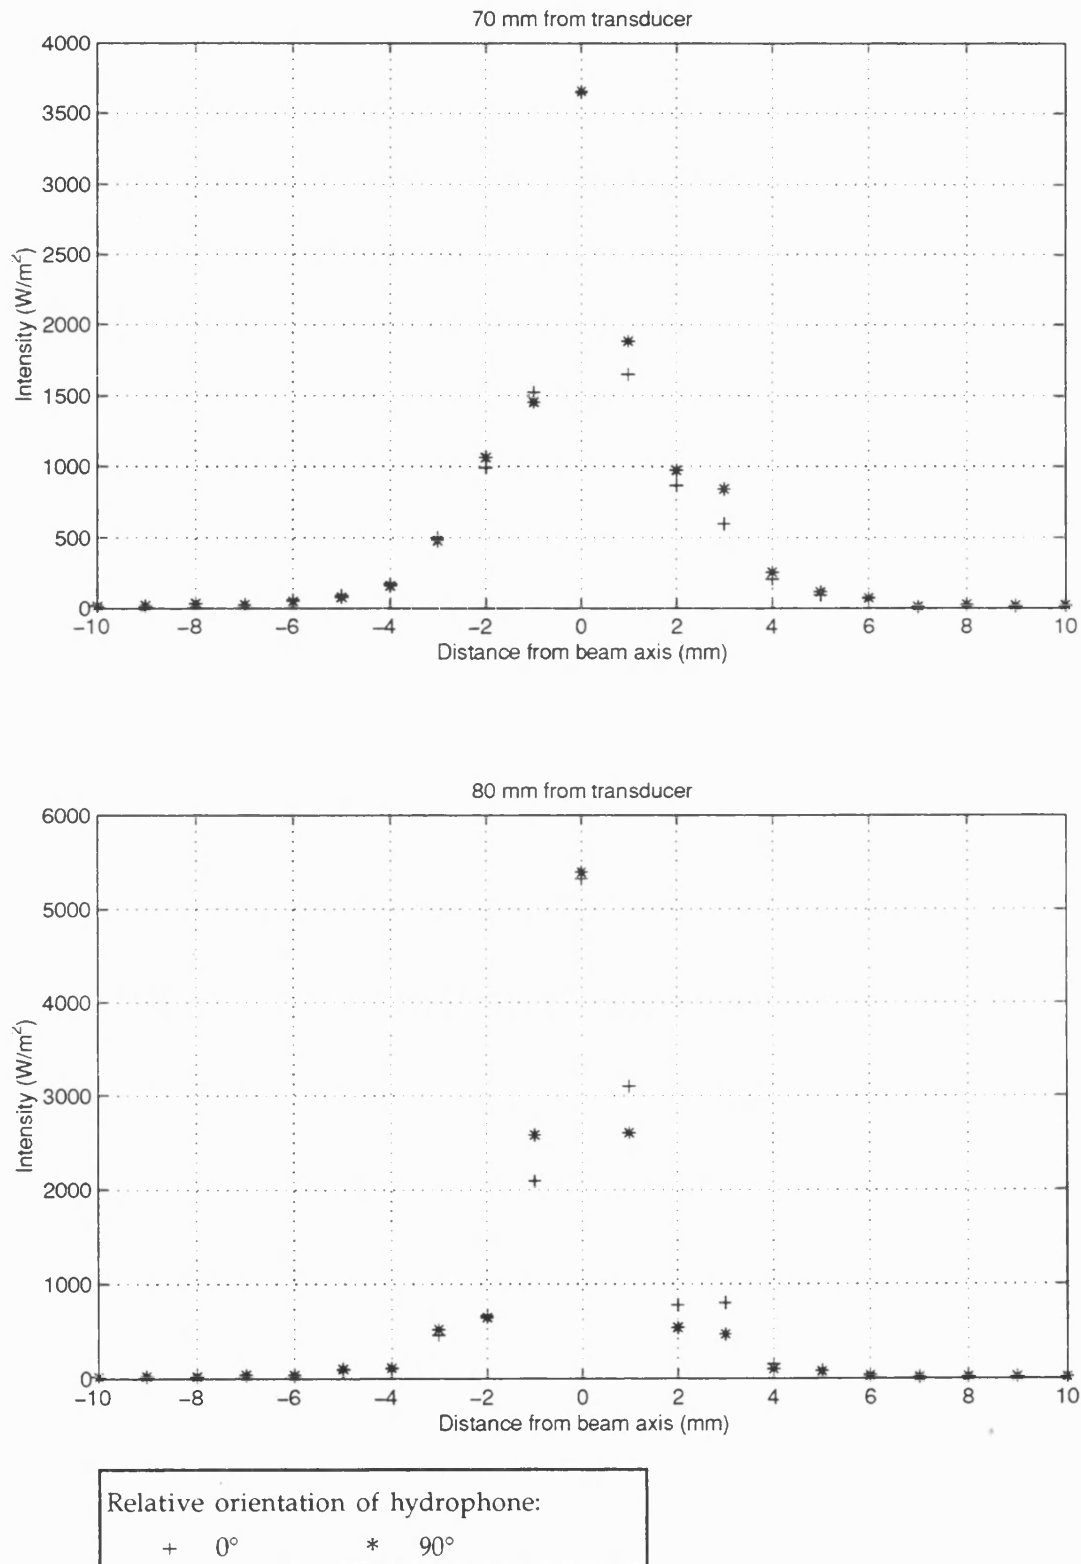 70 mm from transducer
4000
3500
3000
2500
2000
1500
1000
500
0
Intensity (W/m²)
−10 −8 −6 −4 −2 0 2 4 6 8 10
Distance from beam axis (mm)
80 mm from transducer
6000
5000
4000
3000
2000
1000
0
Intensity (W/m²)
−10 −8 −6 −4 −2 0 2 4 6 8 10
Distance from beam axis (mm)
Relative orientation of hydrophone:
+ 0° * 90°